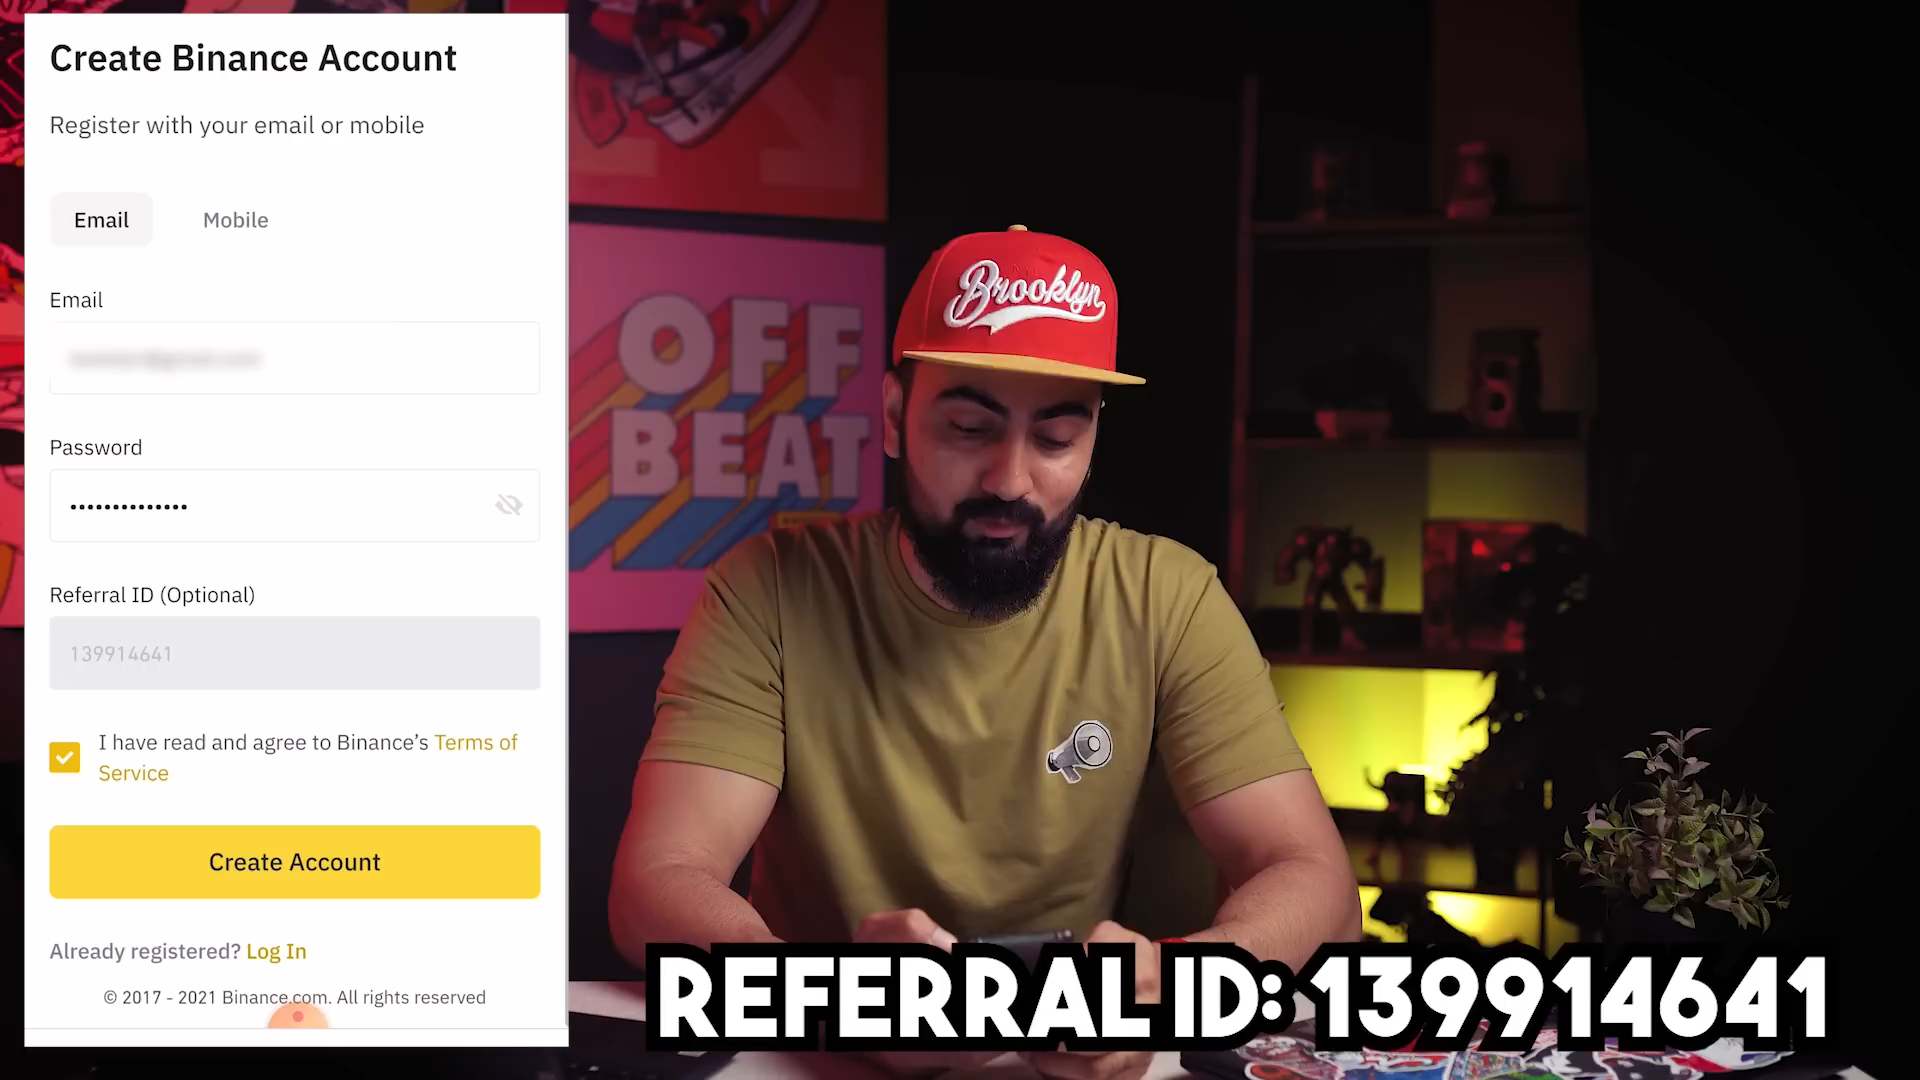 Create Binance Account
Register with your email or mobile
Email
Mobile
Email
Password
Referral ID (Optional)
139914641
I have read and agree to Binance's Terms of
Service
Create Account
Already registered? Log In
© 2017 - 2021 Binance.com. All rights reserved
OFF
BEAT
Brooklyn
REFERRAL ID: 139914641